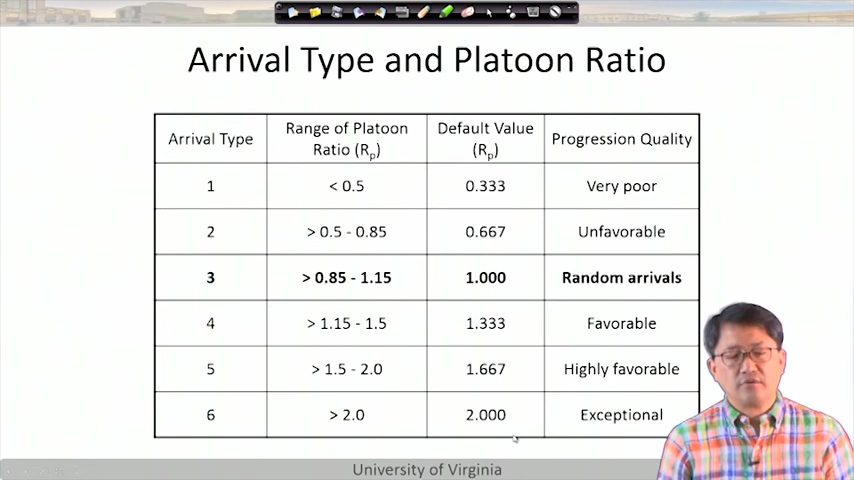 Arrival Type and Platoon Ratio
Arrival Type
Range of Platoon
Ratio (Rp)
Default Value
(Rp)
Progression Quality
1
< 0.5
0.333
Very poor
2
> 0.5 - 0.85
0.667
Unfavorable
3
> 0.85 - 1.15
1.000
Random arrivals
4
> 1.15 - 1.5
1.333
Favorable
5
> 1.5 - 2.0
1.667
Highly favorable
6
> 2.0
2.000
Exceptional
University of Virginia